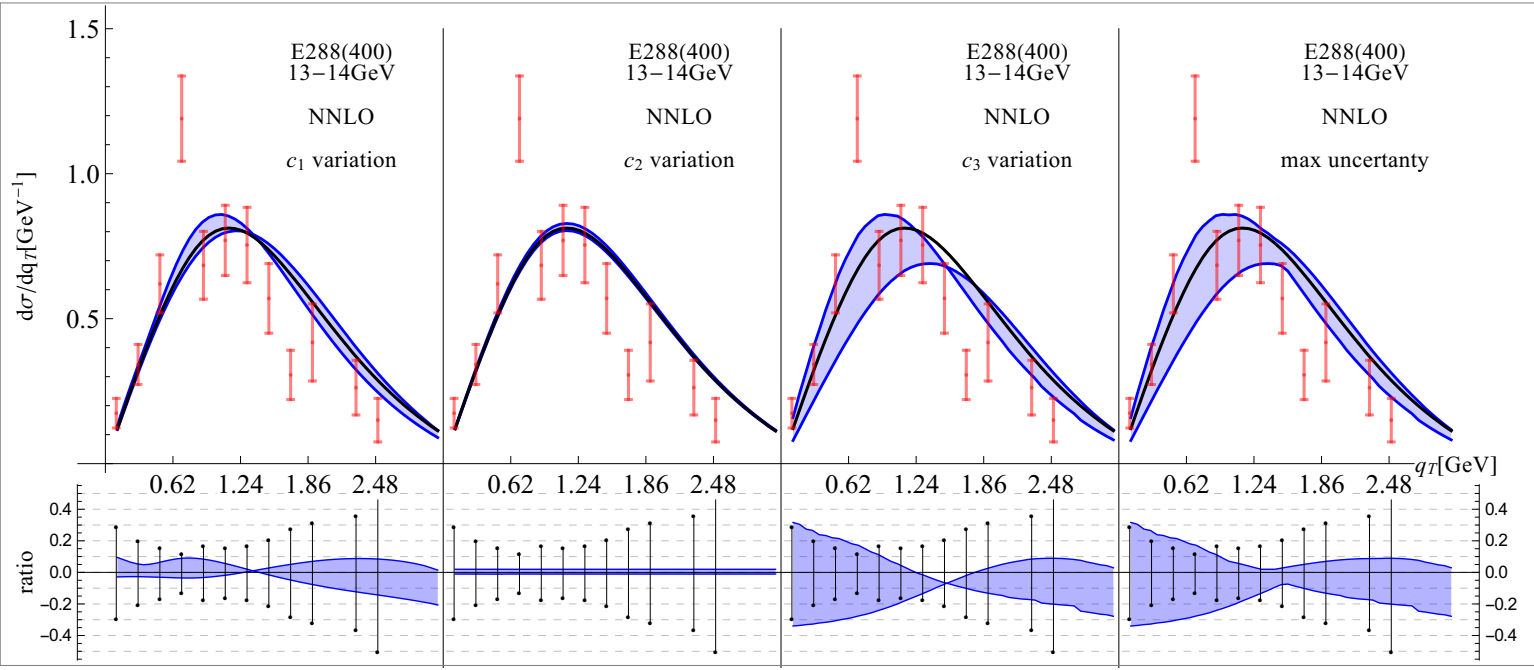 1.5
1.0
0.5
dσ/dqT[GeV⁻¹]
E288(400)
13−14GeV
NNLO
c₁ variation
E288(400)
13−14GeV
NNLO
c₂ variation
E288(400)
13−14GeV
NNLO
c₃ variation
E288(400)
13−14GeV
NNLO
max uncertanty
qT[GeV]
0.62 1.24 1.86 2.48
0.62 1.24 1.86 2.48
0.62 1.24 1.86 2.48
0.62 1.24 1.86 2.48
ratio
0.4
0.2
0.0
−0.2
−0.4
0.4
0.2
0.0
−0.2
0.4